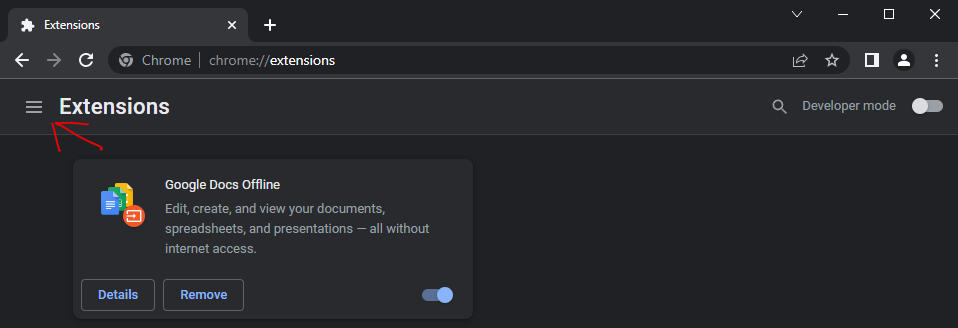 Extensions
Chrome chrome://extensions
Extensions
Developer mode
Google Docs Offline
Edit, create, and view your documents,
spreadsheets, and presentations — all without
internet access.
Details Remove